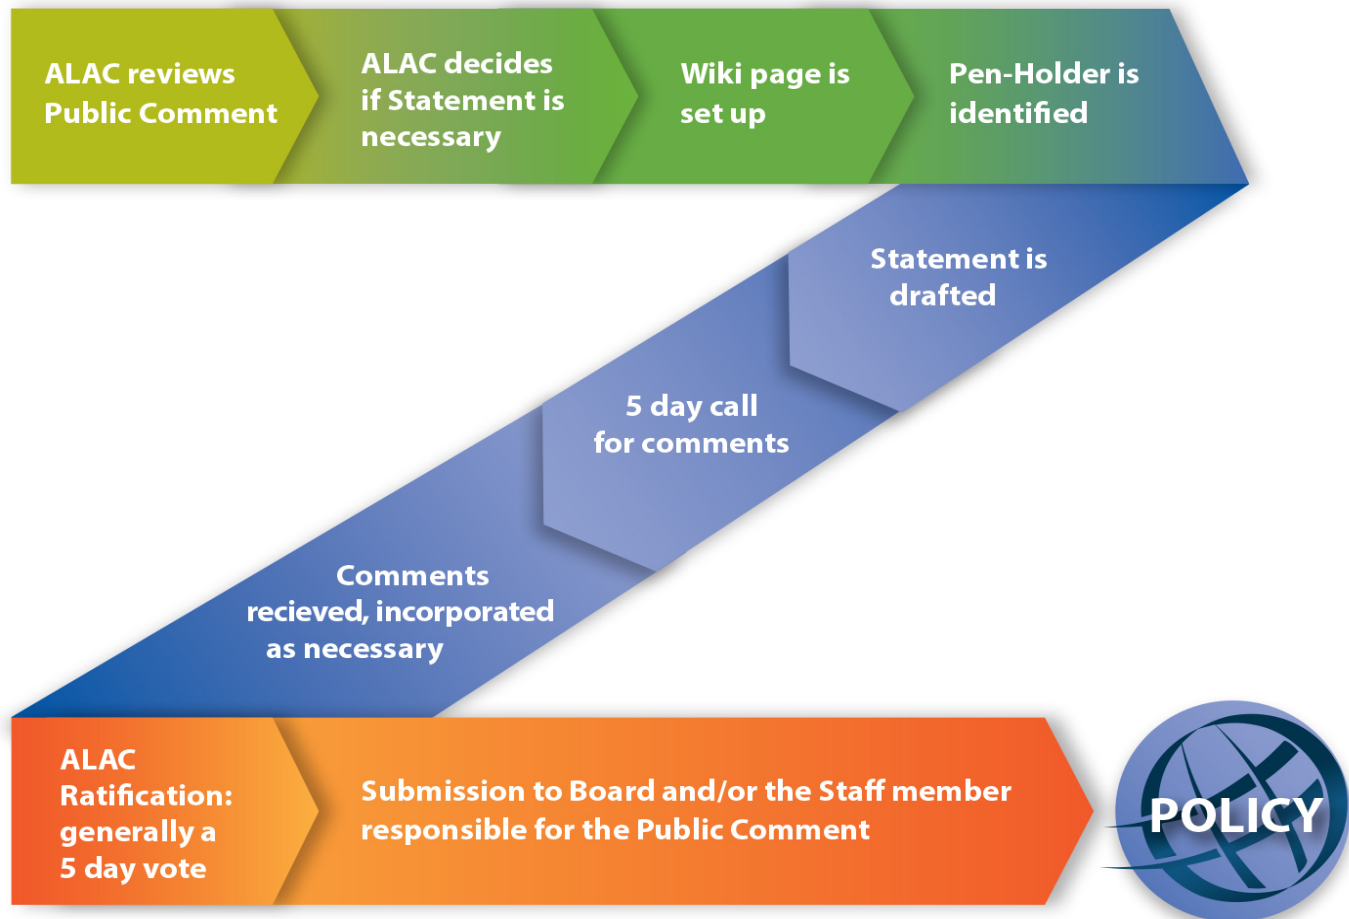 ALAC reviews
Public Comment
ALAC decides
if Statement is
necessary
Wiki page is
set up
Pen-Holder is
identified
Statement is
drafted
5 day call
for comments
Comments
recieved, incorporated
as necessary
ALAC
Ratification:
generally a
5 day vote
Submission to Board and/or the Staff member
responsible for the Public Comment
POLICY